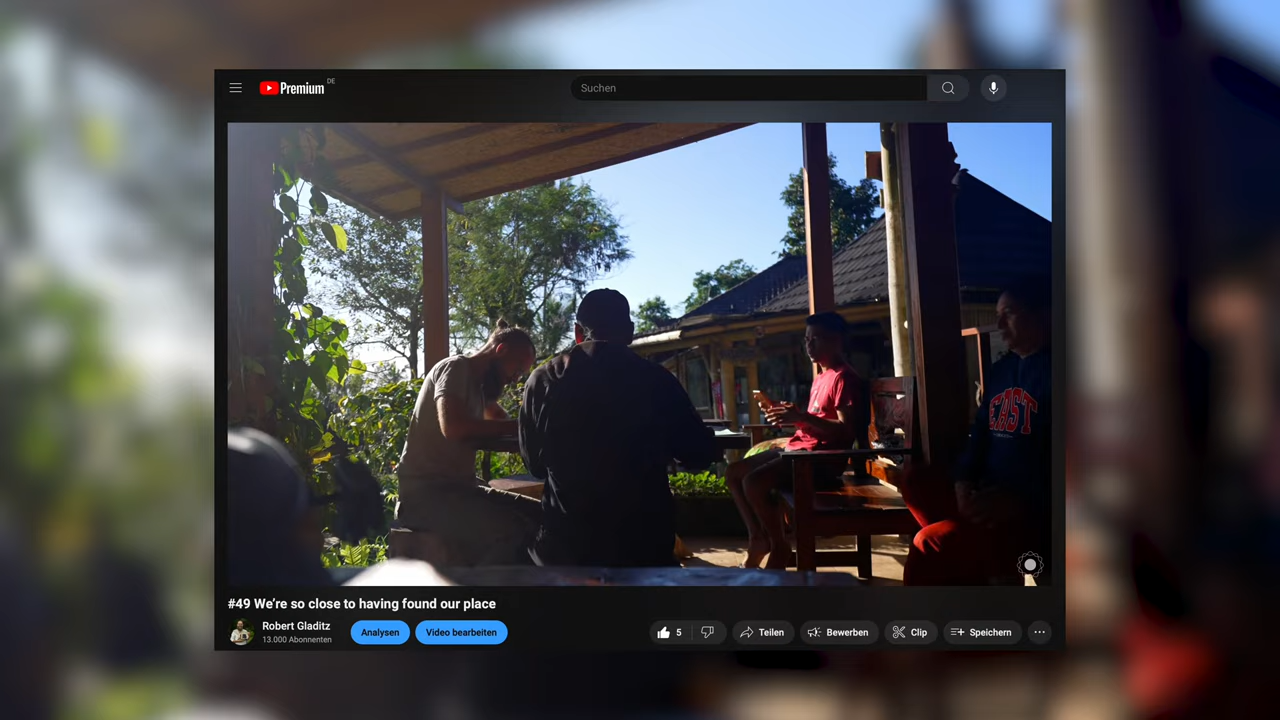 Premium DE
Suchen
EAST
#49 We’re so close to having found our place
Robert Gladitz
13.000 Abonnenten
Analysen
Video bearbeiten
5
Teilen
Bewerben
Clip
Speichern